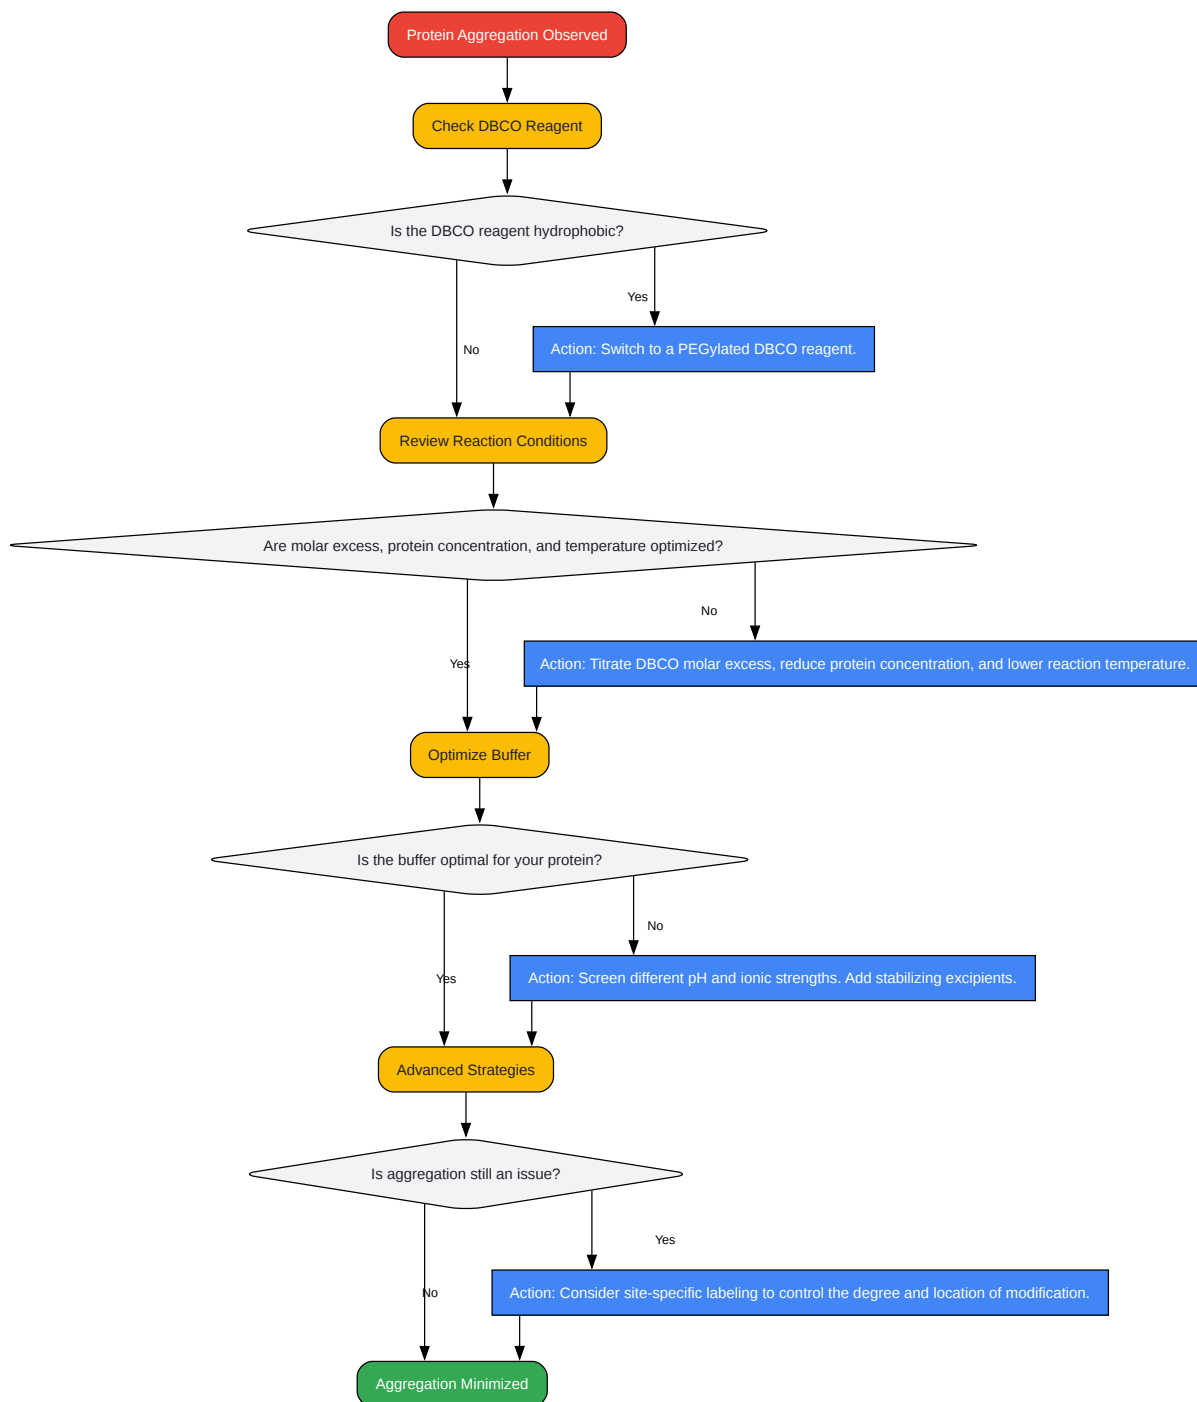 Protein Aggregation Observed
Check DBCO Reagent
Is the DBCO reagent hydrophobic?
Yes
Action: Switch to a PEGylated DBCO reagent.
No
Review Reaction Conditions
Are molar excess, protein concentration, and temperature optimized?
No
Yes
Action: Titrate DBCO molar excess, reduce protein concentration, and lower reaction temperature.
Optimize Buffer
Is the buffer optimal for your protein?
No
Yes
Action: Screen different pH and ionic strengths. Add stabilizing excipients.
Advanced Strategies
Is aggregation still an issue?
Yes
No
Action: Consider site-specific labeling to control the degree and location of modification.
Aggregation Minimized